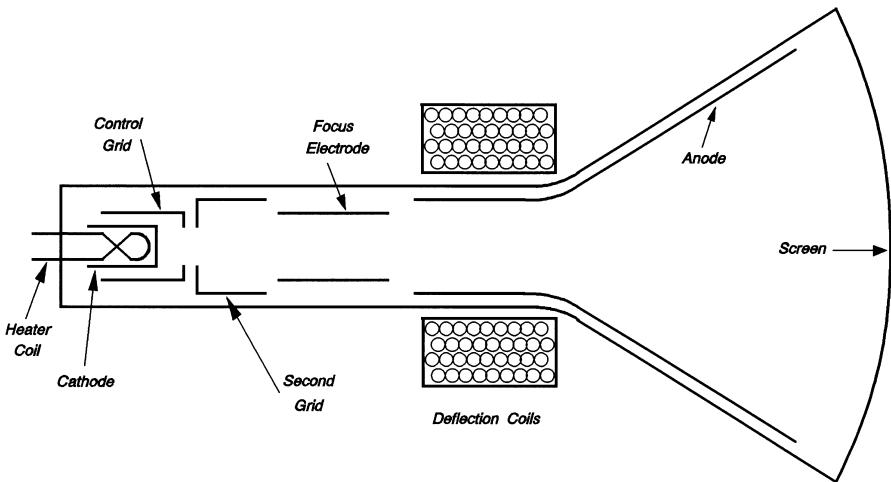 Control
Grid
Focus
Electrode
Anode
Screen
Heater
Coil
Cathode
Second
Grid
Deflection Coils